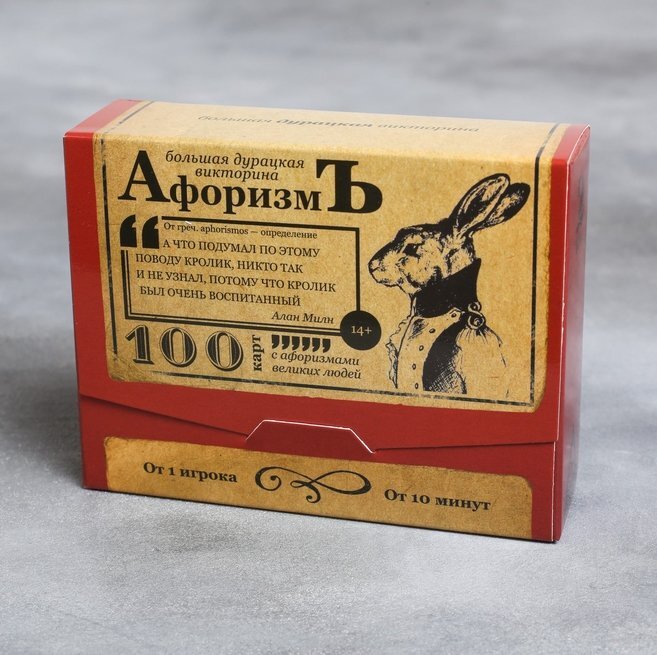 большая дурацкая викторина
большая дурацкая
викторина
АфоризмЪ
От греч. aphorismos — определение
“ А ЧТО ПОДУМАЛ ПО ЭТОМУ
ПОВОДУ КРОЛИК, НИКТО ТАК
И НЕ УЗНАЛ, ПОТОМУ ЧТО КРОЛИК
БЫЛ ОЧЕНЬ ВОСПИТАННЫЙ
Алан Милн
14+
100 карт
с афоризмами
великих людей
От 1 игрока
От 10 минут